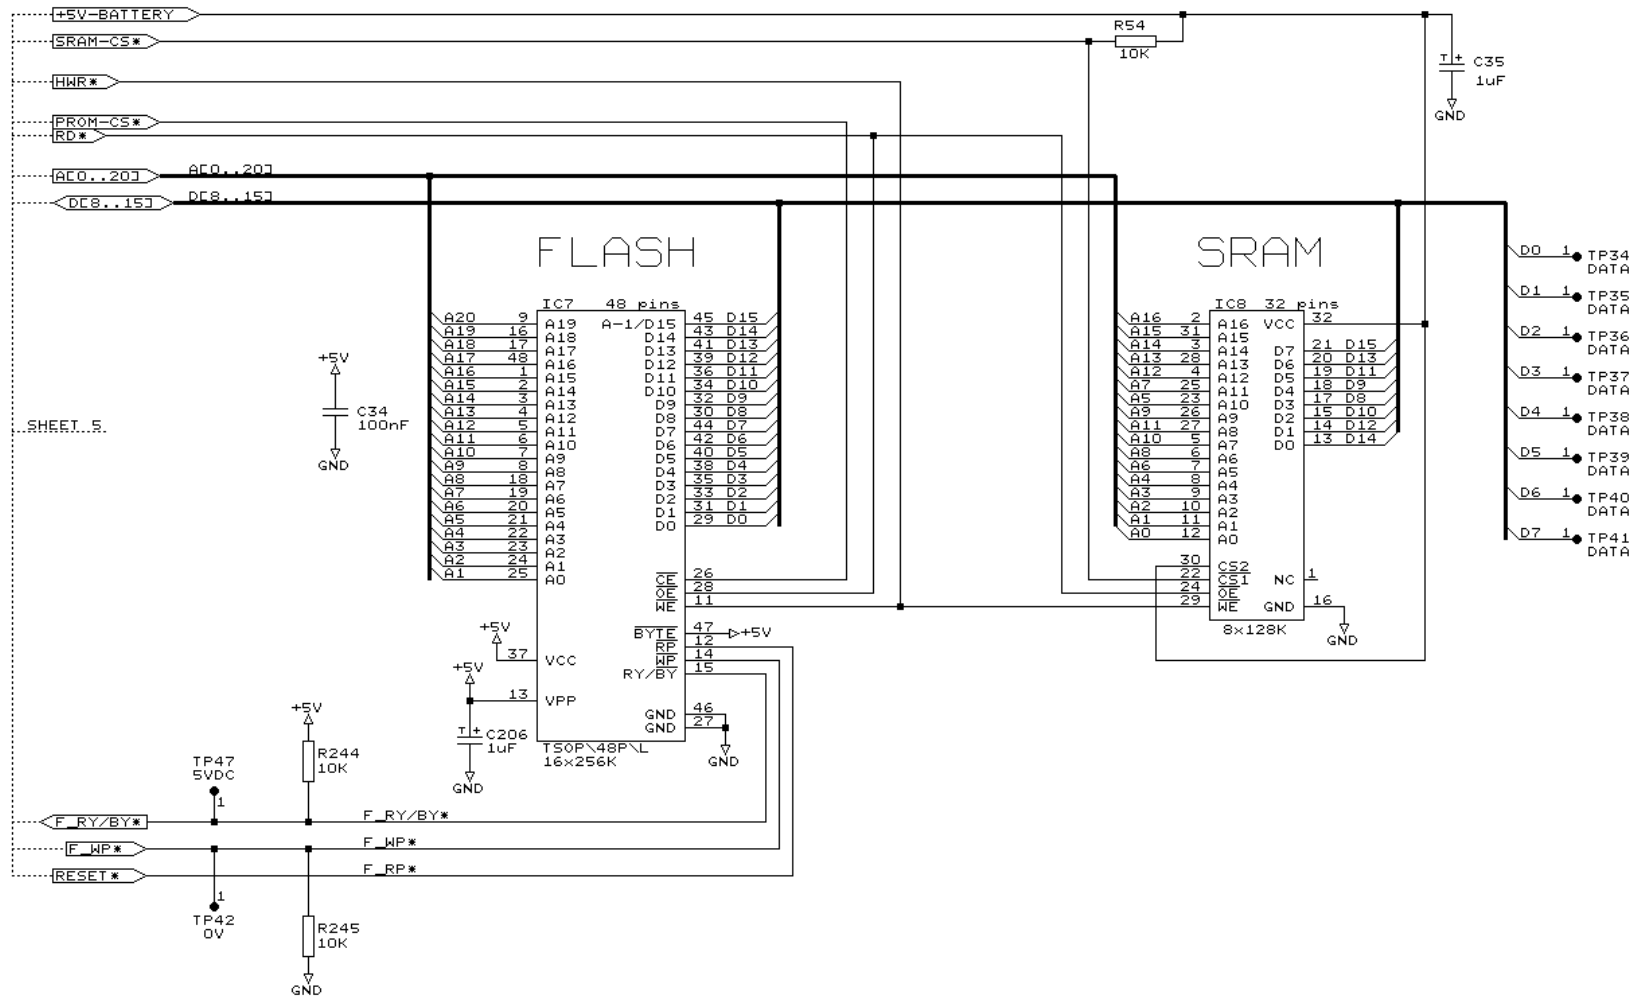 +5V-BATTERY
SRAM-CS*
R54
10K
C35
1uF
GND
HWR*
PROM-CS*
RD*
A[0..20] A[0..20]
D[8..15] D[8..15]
FLASH
SRAM
IC7 48 pins
A20 9 A19 A-1/D15 45 D15
A19 16 A18 D14 43 D14
A18 17 A17 D13 41 D13
A17 48 A16 D12 39 D12
A16 1 A15 D11 36 D11
A15 2 A14 D10 34 D10
A14 3 A13 D9 32 D9
A13 4 A12 D8 30 D8
A12 5 A11 D7 44 D7
A11 6 A10 D6 42 D6
A10 7 A9 D5 40 D5
A9 8 A8 D4 38 D4
A8 18 A7 D3 35 D3
A7 19 A6 D2 33 D2
A6 20 A5 D1 31 D1
A5 21 A4 D0 29 D0
A4 22 A3
A3 23 A2
A2 24 A1
A1 25 A0
CE 26
OE 28
WE 11
BYTE 47 +5V
RP 12
WP 14
RY/BY 15
+5V
37 VCC
+5V
13 VPP
GND 46
GND 27
GND
T + C206
1uF
GND
TSOP\48P\L
16x256K
IC8 32 pins
A16 2 A16 VCC 32
A15 31 A15
A14 3 A14 D7 21 D15
A13 28 A13 D6 20 D13
A12 4 A12 D5 19 D11
A7 25 A11 D4 18 D9
A5 23 A10 D3 17 D8
A9 26 A9 D2 15 D10
A11 27 A8 D1 14 D12
A10 5 A7 D0 13 D14
A8 6 A6
A6 7 A5
A4 8 A4
A3 9 A3
A2 10 A2
A1 11 A1
A0 12 A0
30 CS2
22 CS1 NC 1
24 OE
29 WE GND 16
8x128K
GND
D0 1 TP34
DATA
D1 1 TP35
DATA
D2 1 TP36
DATA
D3 1 TP37
DATA
D4 1 TP38
DATA
D5 1 TP39
DATA
D6 1 TP40
DATA
D7 1 TP41
DATA
+5V
C34
100nF
GND
SHEET 5
+5V
R244
10K
TP47
5VDC
1
F_RY/BY* F_RY/BY*
F_WP* F_WP*
RESET* F_RP*
1
TP42
0V
R245
10K
GND